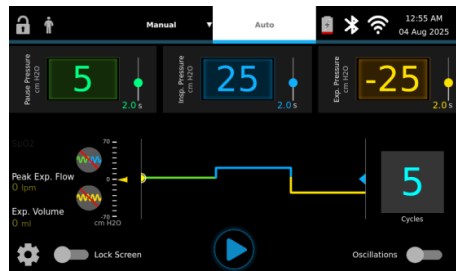 Manual
Auto
12:55 AM
04 Aug 2025
Pause Pressure
cm H2O
5
2.0 s
Insp. Pressure
cm H2O
25
2.0 s
Exp. Pressure
cm H2O
-25
2.0 s
SpO2
70
Peak Exp. Flow
0 lpm
0
Exp. Volume
0 ml
-70
cm H2O
5
Cycles
Lock Screen
Oscillations